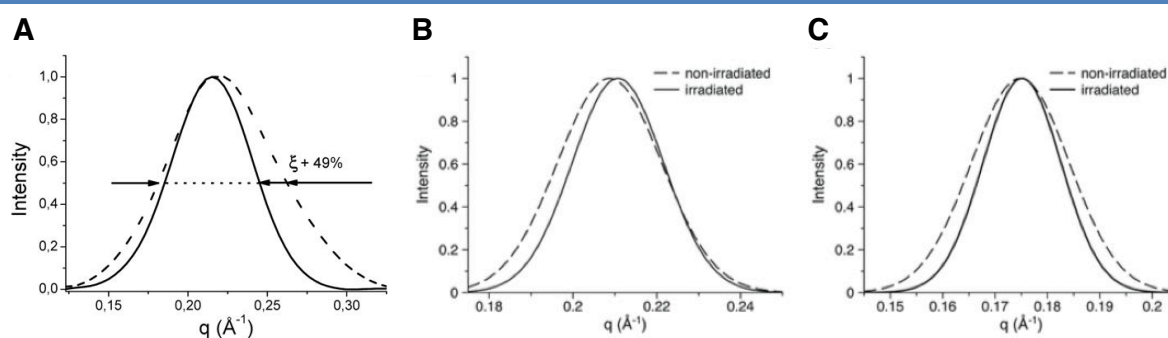 A
Intensity
1,0
0,8
0,6
0,4
0,2
0,0
ξ + 49%
0,15
0,20
0,25
0,30
q (Å⁻¹)
B
Intensity
1
0.8
0.6
0.4
0.2
0
non-irradiated
irradiated
0.18
0.2
0.22
0.24
q (Å⁻¹)
C
Intensity
1
0.8
0.6
0.4
0.2
0
non-irradiated
irradiated
0.15
0.16
0.17
0.18
0.19
0.2
q (Å⁻¹)